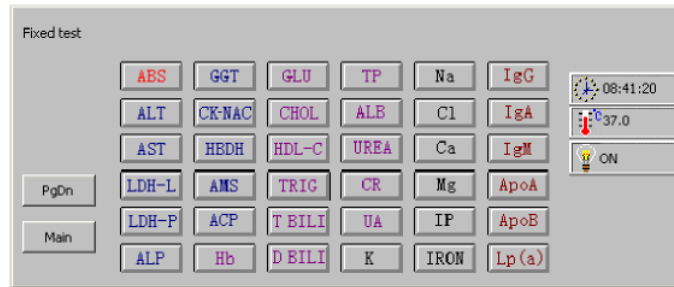 Fixed test
ABS GGT GLU TP Na IgG
08:41:20
ALT CK-NAC CHOL ALB Cl IgA
°C 37.0
AST HBDH HDL-C UREA Ca IgM
ON
PgDn
LDH-L AMS TRIG CR Mg ApoA
LDH-P ACP T BILI UA IP ApoB
Main
ALP Hb D BILI K IRON Lp(a)